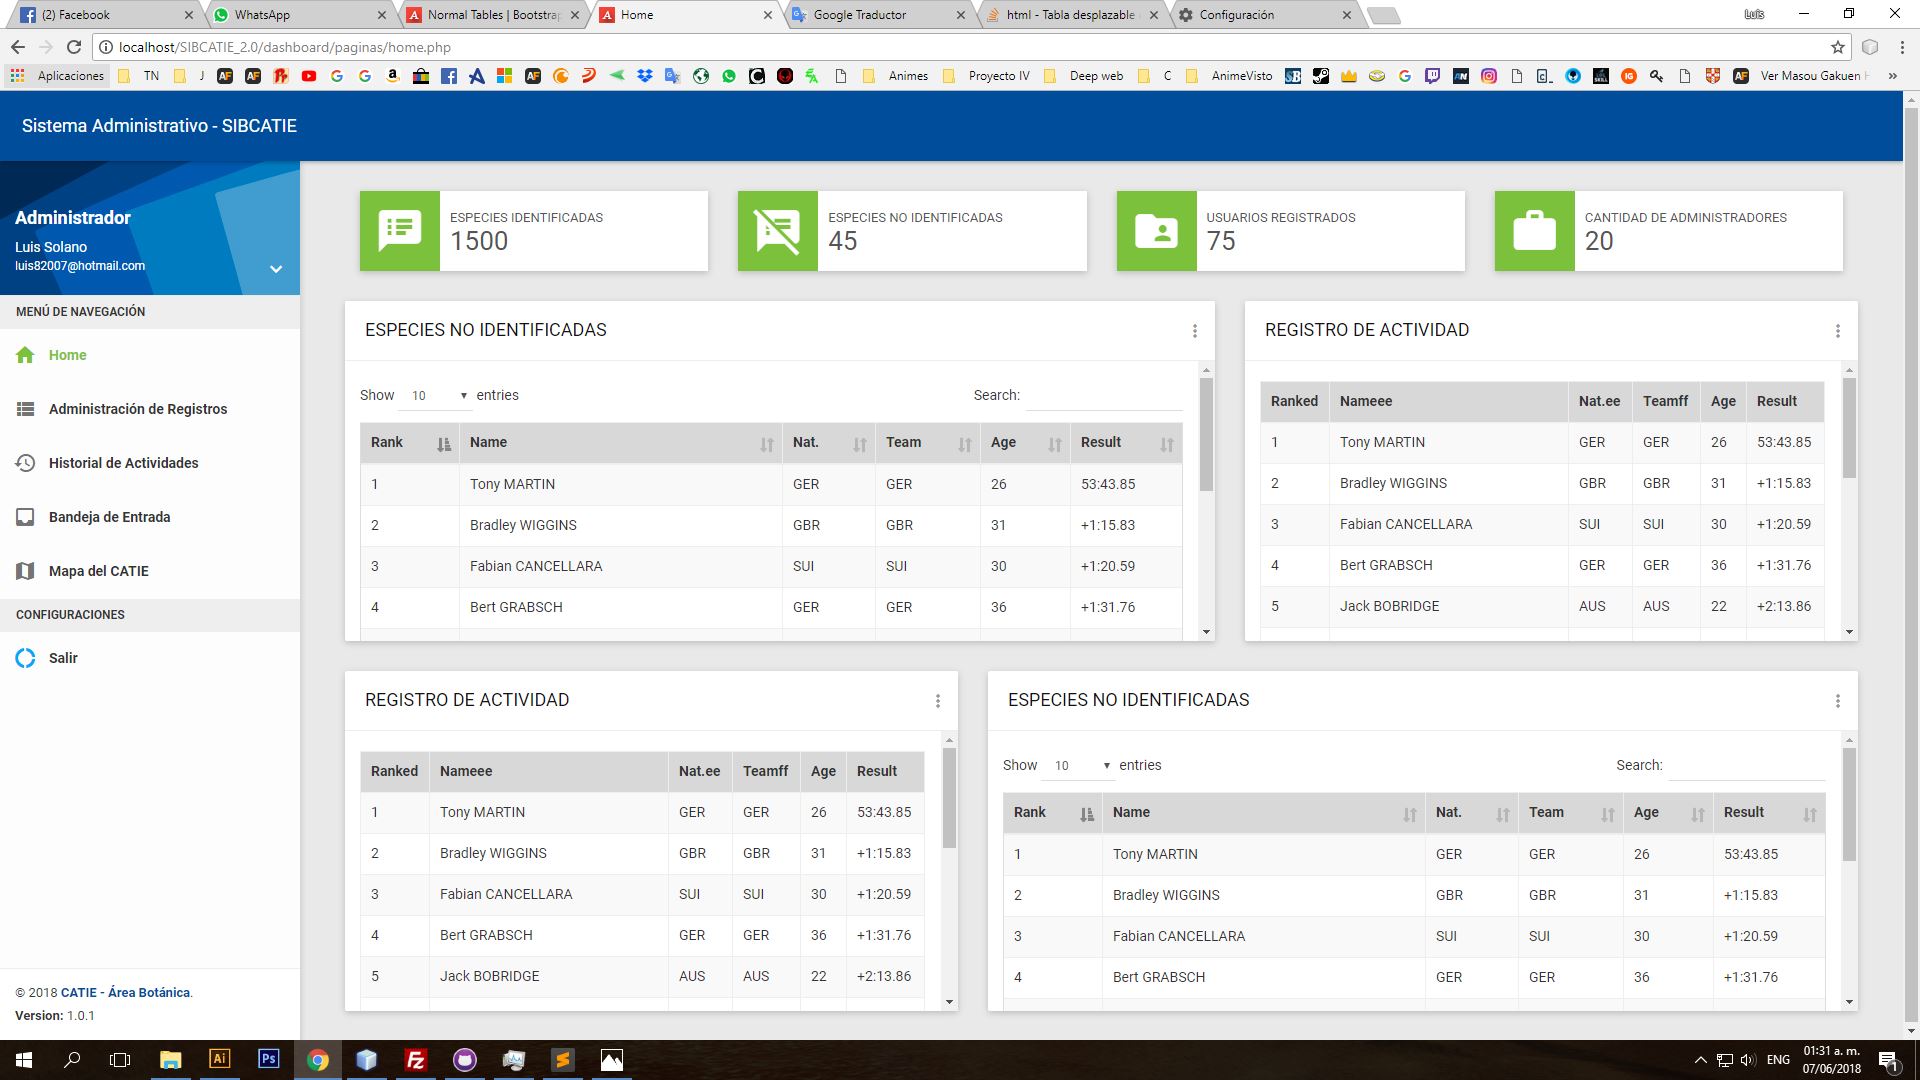 (2) Facebook
WhatsApp
Normal Tables | Bootstrap
Home
Google Traductor
html - Tabla desplazable
Configuración
Luis
localhost/SIBCATIE_2.0/dashboard/paginas/home.php
Aplicaciones TN J Animes Proyecto IV Deep web C AnimeVisto Ver Masou Gakuen H »
Sistema Administrativo - SIBCATIE
Administrador
Luis Solano
luis82007@hotmail.com
MENÚ DE NAVEGACIÓN
Home
Administración de Registros
Historial de Actividades
Bandeja de Entrada
Mapa del CATIE
CONFIGURACIONES
Salir
© 2018 CATIE - Área Botánica.
Version: 1.0.1
ESPECIES IDENTIFICADAS
1500
ESPECIES NO IDENTIFICADAS
45
USUARIOS REGISTRADOS
75
CANTIDAD DE ADMINISTRADORES
20
ESPECIES NO IDENTIFICADAS
Show 10 entries Search:
Rank Name Nat. Team Age Result
1 Tony MARTIN GER GER 26 53:43.85
2 Bradley WIGGINS GBR GBR 31 +1:15.83
3 Fabian CANCELLARA SUI SUI 30 +1:20.59
4 Bert GRABSCH GER GER 36 +1:31.76
REGISTRO DE ACTIVIDAD
Ranked Nameee Nat.ee Teamff Age Result
1 Tony MARTIN GER GER 26 53:43.85
2 Bradley WIGGINS GBR GBR 31 +1:15.83
3 Fabian CANCELLARA SUI SUI 30 +1:20.59
4 Bert GRABSCH GER GER 36 +1:31.76
5 Jack BOBRIDGE AUS AUS 22 +2:13.86
REGISTRO DE ACTIVIDAD
Ranked Nameee Nat.ee Teamff Age Result
1 Tony MARTIN GER GER 26 53:43.85
2 Bradley WIGGINS GBR GBR 31 +1:15.83
3 Fabian CANCELLARA SUI SUI 30 +1:20.59
4 Bert GRABSCH GER GER 36 +1:31.76
5 Jack BOBRIDGE AUS AUS 22 +2:13.86
ESPECIES NO IDENTIFICADAS
Show 10 entries Search:
Rank Name Nat. Team Age Result
1 Tony MARTIN GER GER 26 53:43.85
2 Bradley WIGGINS GBR GBR 31 +1:15.83
3 Fabian CANCELLARA SUI SUI 30 +1:20.59
4 Bert GRABSCH GER GER 36 +1:31.76
Ai
Ps
Fz
ENG
01:31 a. m.
07/06/2018
1